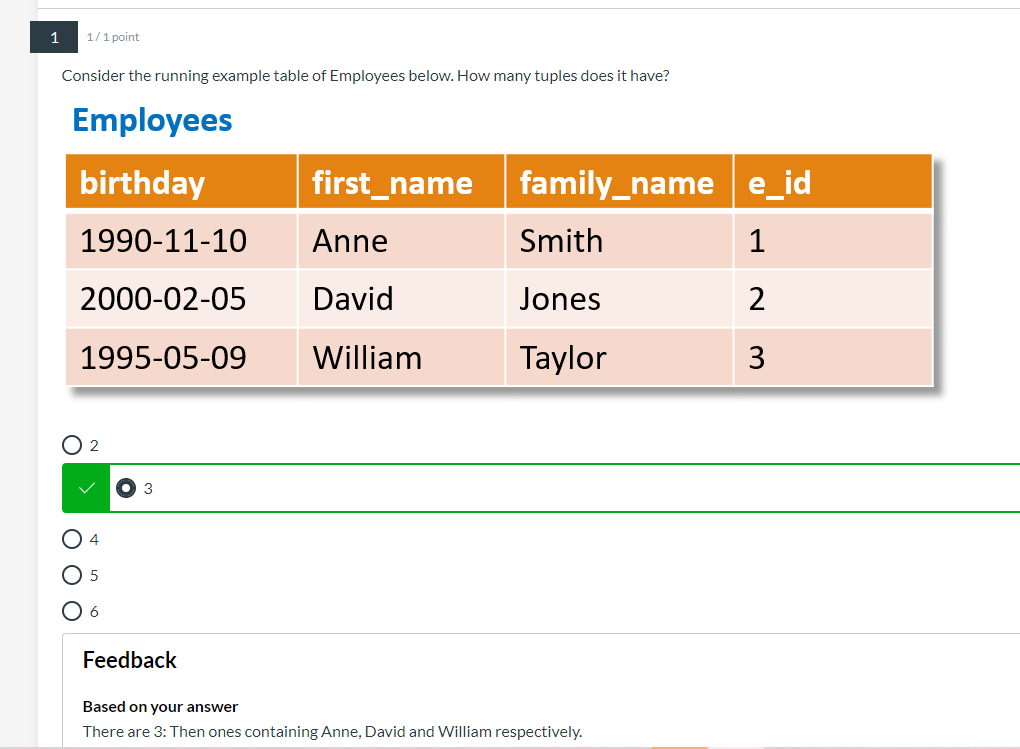 1 1 / 1 point
Consider the running example table of Employees below. How many tuples does it have?
Employees
birthday first_name family_name e_id
1990-11-10 Anne Smith 1
2000-02-05 David Jones 2
1995-05-09 William Taylor 3
2
3
4
5
6
Feedback
Based on your answer
There are 3: Then ones containing Anne, David and William respectively.